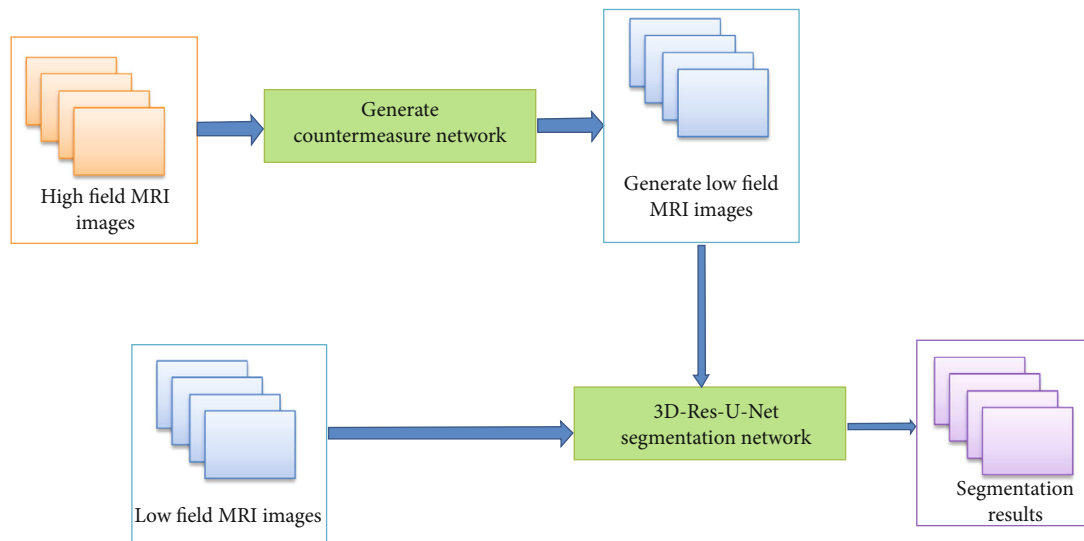 High field MRI
images
Generate
countermeasure network
Generate low field
MRI images
Low field MRI images
3D-Res-U-Net
segmentation network
Segmentation
results